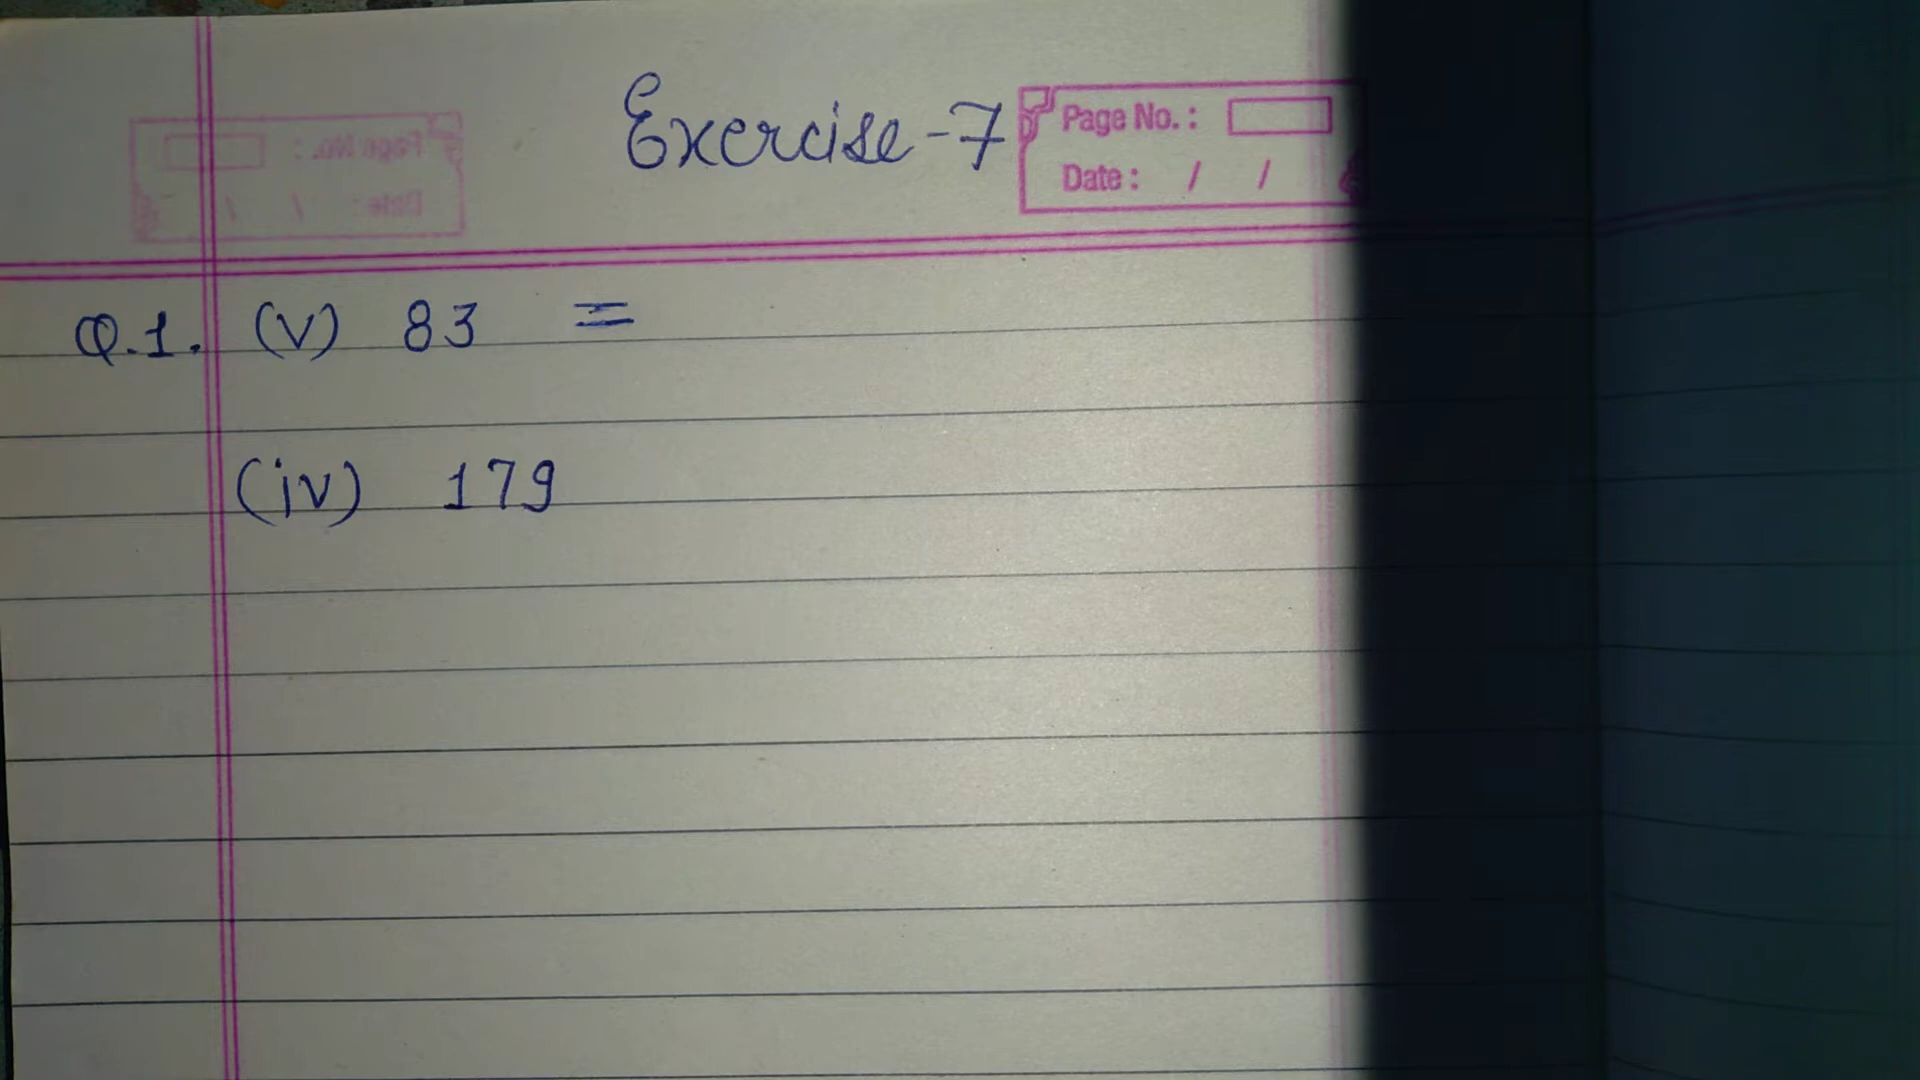 Exercise-7
Page No. :
Date : / /
Q.1. (v) 83 =
(iv) 179